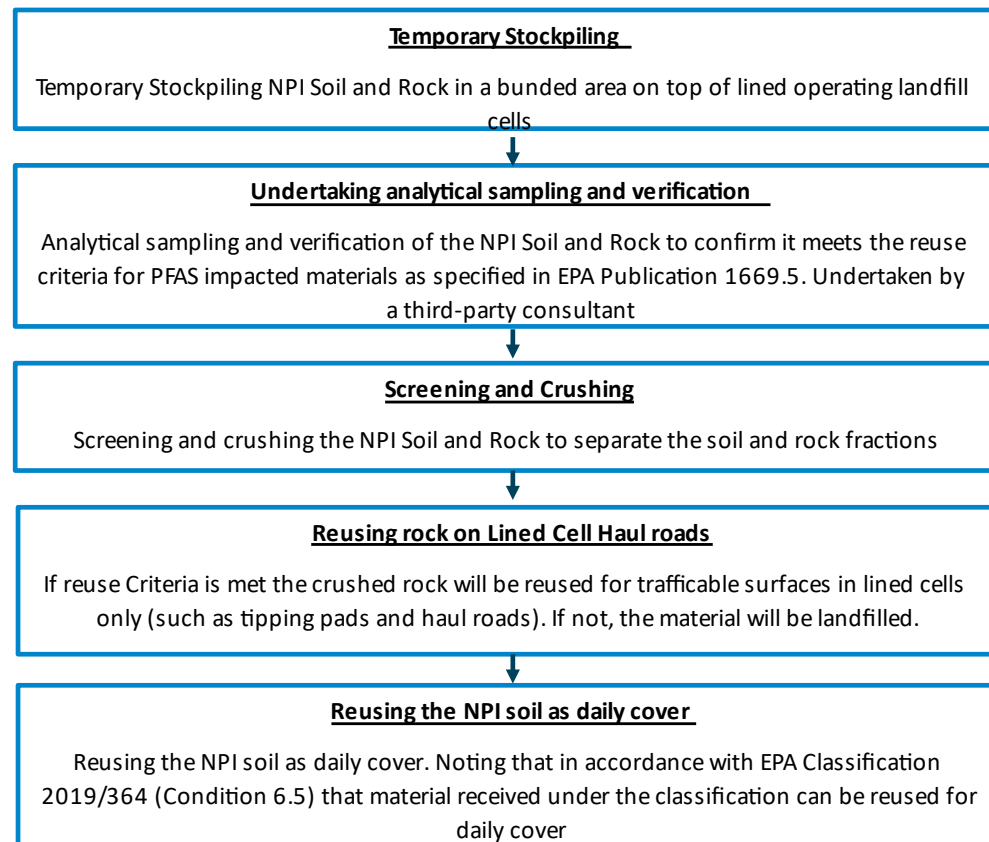 Temporary Stockpiling
Temporary Stockpiling NPI Soil and Rock in a bunded area on top of lined operating landfill
cells
Undertaking analytical sampling and verification
Analytical sampling and verification of the NPI Soil and Rock to confirm it meets the reuse
criteria for PFAS impacted materials as specified in EPA Publication 1669.5. Undertaken by
a third-party consultant
Screening and Crushing
Screening and crushing the NPI Soil and Rock to separate the soil and rock fractions
Reusing rock on Lined Cell Haul roads
If reuse Criteria is met the crushed rock will be reused for trafficable surfaces in lined cells
only (such as tipping pads and haul roads). If not, the material will be landfilled.
Reusing the NPI soil as daily cover
Reusing the NPI soil as daily cover. Noting that in accordance with EPA Classification
2019/364 (Condition 6.5) that material received under the classification can be reused for
daily cover